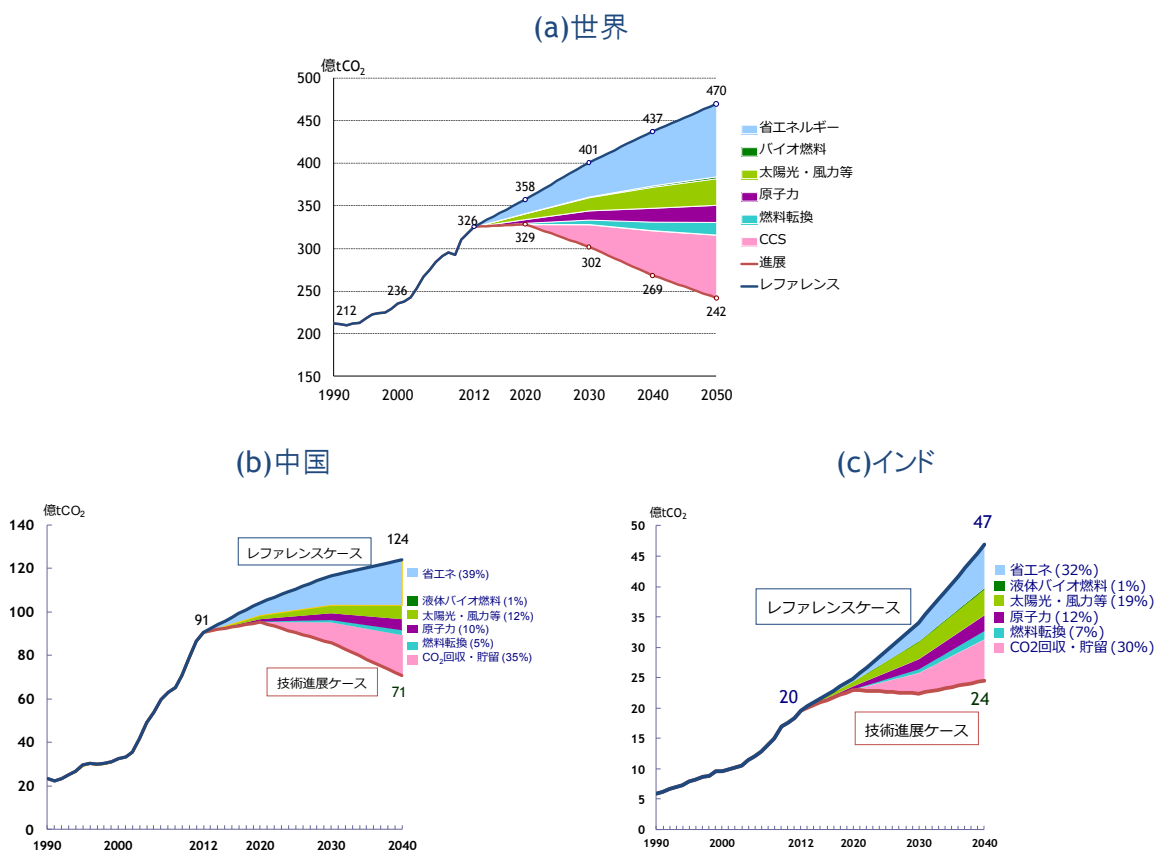 (a)世界
億tCO₂
500
450
400
350
300
250
200
150
1990
2000
2012
2020
2030
2040
2050
212
236
326
358
401
437
470
329
302
269
242
省エネルギー
バイオ燃料
太陽光・風力等
原子力
燃料転換
CCS
進展
レファレンス
(b)中国
億tCO₂
140
120
100
80
60
40
20
0
1990
2000
2012
2020
2030
2040
91
124
71
レファレンスケース
技術進展ケース
省エネ (39%)
液体バイオ燃料 (1%)
太陽光・風力等 (12%)
原子力 (10%)
燃料転換 (5%)
CO₂回収・貯留 (35%)
(c)インド
億tCO₂
50
45
40
35
30
25
20
15
10
5
0
1990
2000
2012
2020
2030
2040
20
47
24
レファレンスケース
技術進展ケース
省エネ (32%)
液体バイオ燃料 (1%)
太陽光・風力等 (19%)
原子力 (12%)
燃料転換 (7%)
CO2回収・貯留 (30%)